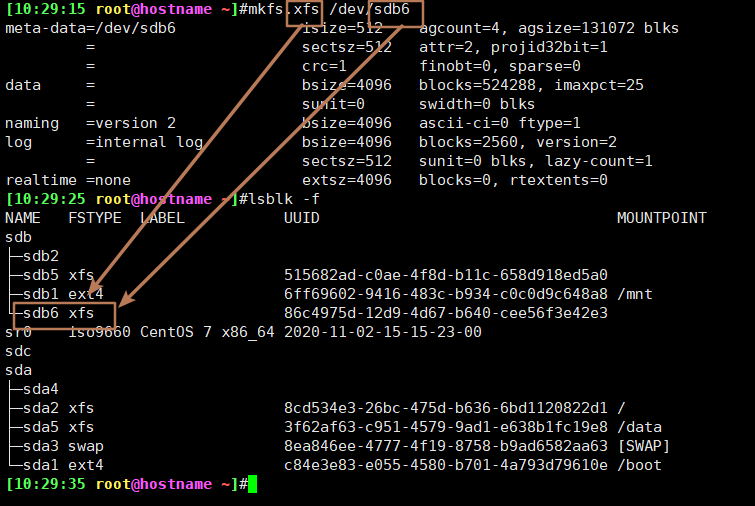 [10:29:15 root@hostname ~]#mkfs.xfs /dev/sdb6
meta-data=/dev/sdb6 isize=512 agcount=4, agsize=131072 blks
= sectsz=512 attr=2, projid32bit=1
= crc=1 finobt=0, sparse=0
data = bsize=4096 blocks=524288, imaxpct=25
= sunit=0 swidth=0 blks
naming =version 2 bsize=4096 ascii-ci=0 ftype=1
log =internal log bsize=4096 blocks=2560, version=2
= sectsz=512 sunit=0 blks, lazy-count=1
realtime =none extsz=4096 blocks=0, rtextents=0
[10:29:25 root@hostname ~]#lsblk -f
NAME FSTYPE LABEL UUID MOUNTPOINT
sdb
├─sdb2
├─sdb5 xfs 515682ad-c0ae-4f8d-b11c-658d918ed5a0
├─sdb1 ext4 6ff69602-9416-483c-b934-c0c0d9c648a8 /mnt
└─sdb6 xfs 86c4975d-12d9-4d67-b640-cee56f3e42e3
sr0 iso9660 CentOS 7 x86_64 2020-11-02-15-15-23-00
sdc
sda
├─sda4
├─sda2 xfs 8cd534e3-26bc-475d-b636-6bd1120822d1 /
├─sda5 xfs 3f62af63-c951-4579-9ad1-e638b1fc19e8 /data
├─sda3 swap 8ea846ee-4777-4f19-8758-b9ad6582aa63 [SWAP]
└─sda1 ext4 c84e3e83-e055-4580-b701-4a793d79610e /boot
[10:29:35 root@hostname ~]#